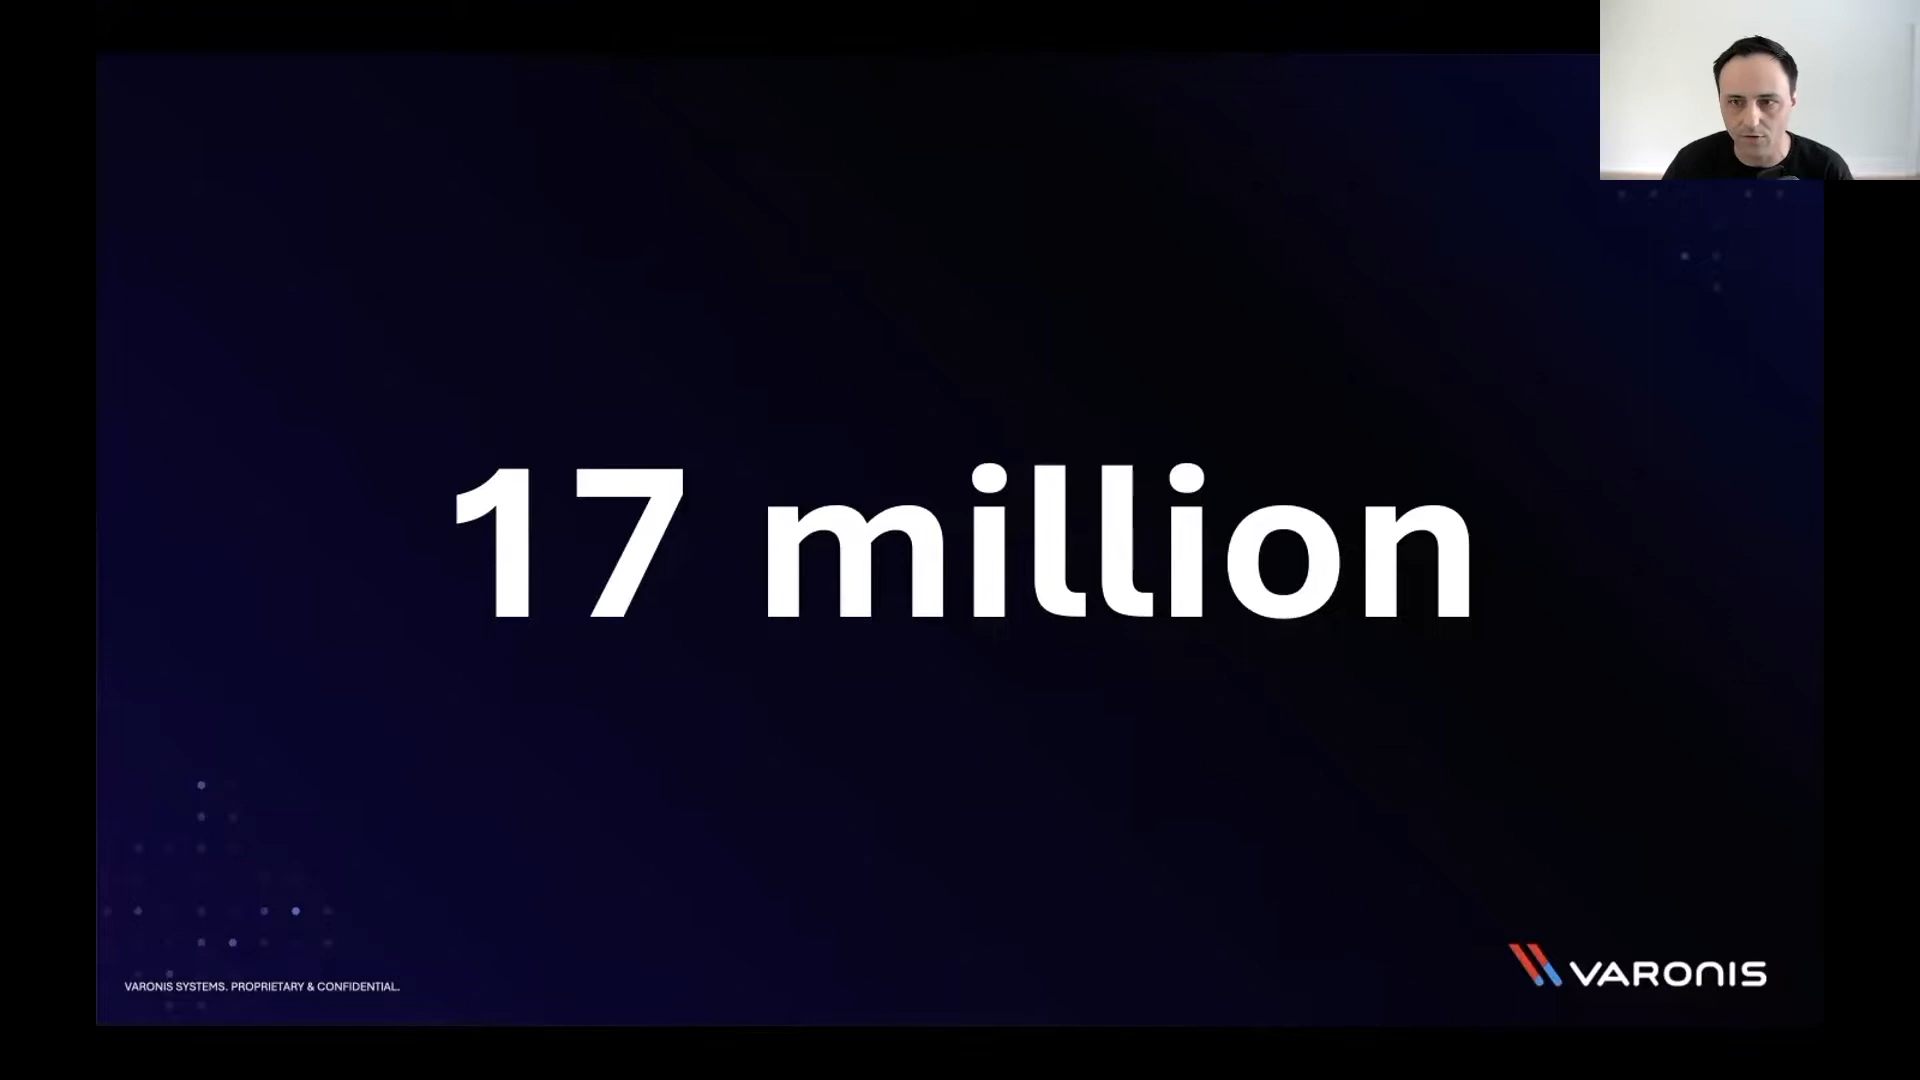 17 million
VARONIS SYSTEMS. PROPRIETARY & CONFIDENTIAL.
VARONIS